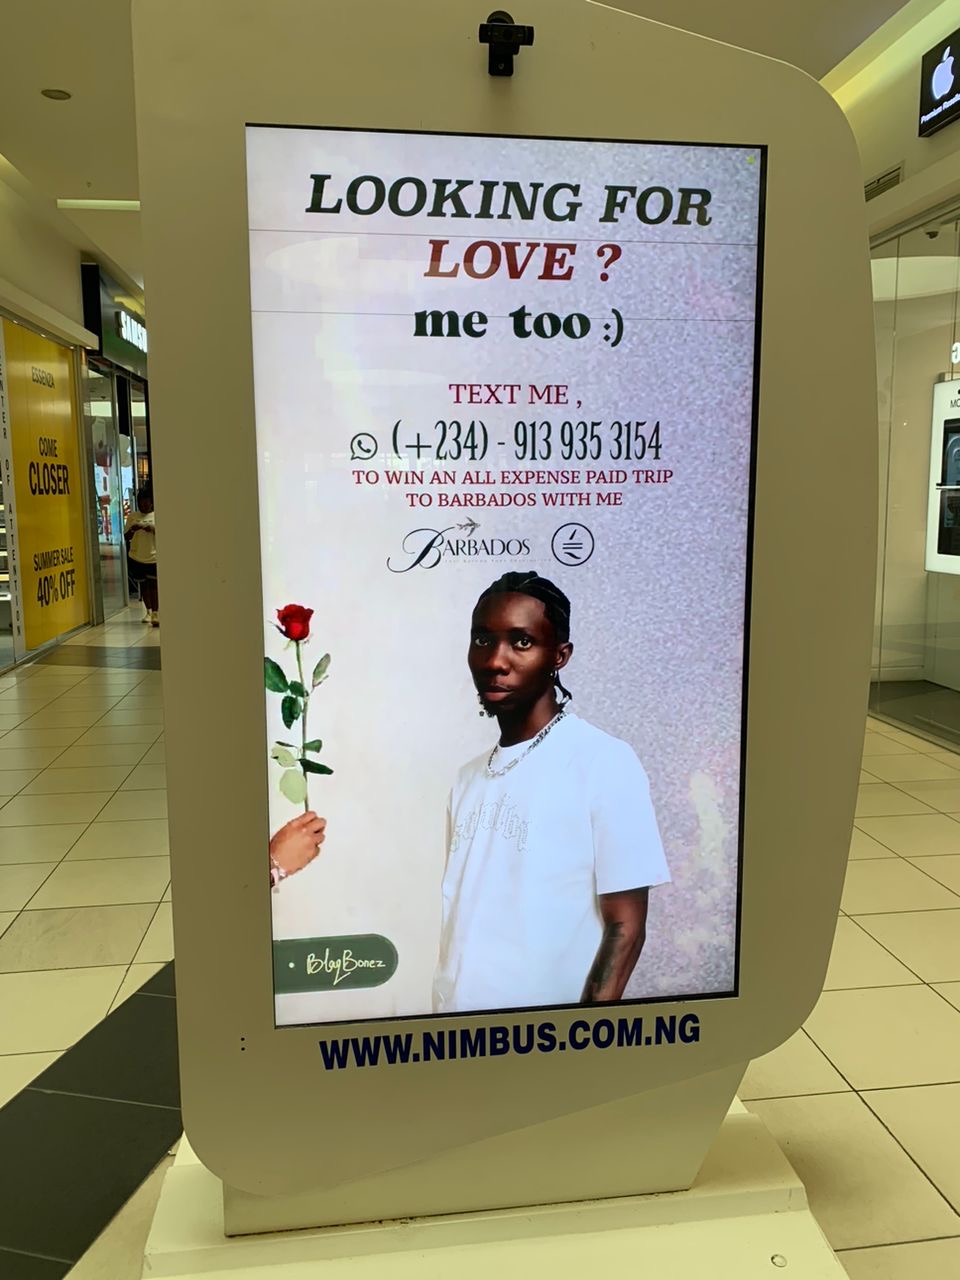 LOOKING FOR
LOVE ?
me too :)
TEXT ME ,
(+234) - 913 935 3154
TO WIN AN ALL EXPENSE PAID TRIP
TO BARBADOS WITH ME
BARBADOS
• BlaqBonez
WWW.NIMBUS.COM.NG
ESSENZA
COME
CLOSER
SUMMER SALE
40% OFF